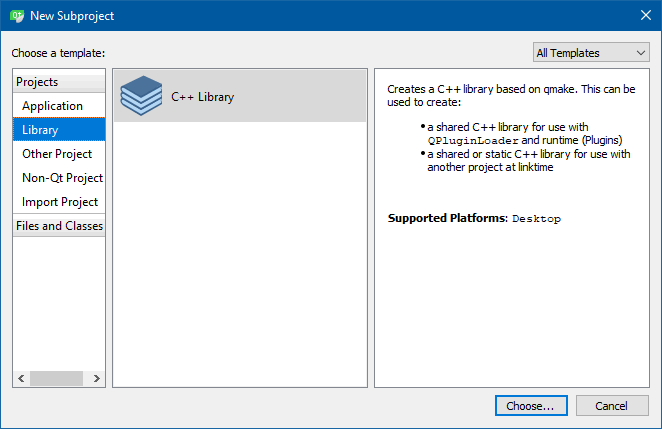 New Subproject
Choose a template:
All Templates
Projects
Application
Library
Other Project
Non-Qt Project
Import Project
Files and Classes
C++ Library
Creates a C++ library based on qmake. This can be
used to create:
• a shared C++ library for use with
QPluginLoader and runtime (Plugins)
• a shared or static C++ library for use with
another project at linktime
Supported Platforms: Desktop
Choose...
Cancel